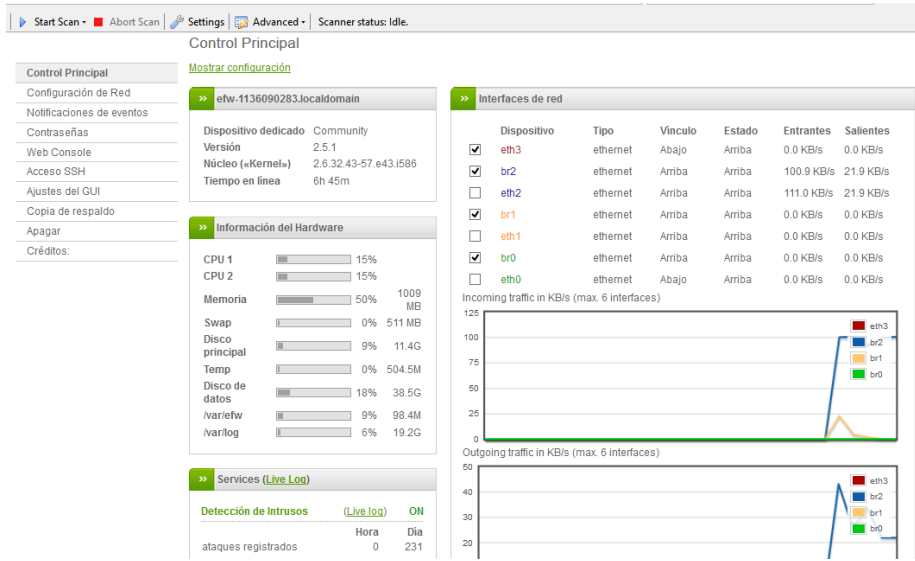 Start Scan Abort Scan Settings Advanced Scanner status: Idle.
Control Principal
Mostrar configuración
Control Principal
Configuración de Red
Notificaciones de eventos
Contraseñas
Web Console
Acceso SSH
Ajustes del GUI
Copia de respaldo
Apagar
Créditos:
efw-1136090283.localdomain
Dispositivo dedicado Community
Versión 2.5.1
Núcleo («Kernel») 2.6.32.43-57.e43.i586
Tiempo en línea 6h 45m
Información del Hardware
CPU 1 15%
CPU 2 15%
Memoria 50% 1009
MB
Swap 0% 511 MB
Disco
principal 9% 11.4G
Temp 0% 504.5M
Disco de
datos 18% 38.5G
/var/efw 9% 98.4M
/var/log 6% 19.2G
Services (Live Log)
Detección de Intrusos (Live log) ON
Hora Día
ataques registrados 0 231
Interfaces de red
Dispositivo Tipo Vínculo Estado Entrantes Salientes
eth3 ethernet Abajo Arriba 0.0 KB/s 0.0 KB/s
br2 ethernet Arriba Arriba 100.9 KB/s 21.9 KB/s
eth2 ethernet Arriba Arriba 111.0 KB/s 21.9 KB/s
br1 ethernet Arriba Arriba 0.0 KB/s 0.0 KB/s
eth1 ethernet Arriba Arriba 0.0 KB/s 0.0 KB/s
br0 ethernet Arriba Arriba 0.0 KB/s 0.0 KB/s
eth0 ethernet Abajo Arriba 0.0 KB/s 0.0 KB/s
Incoming traffic in KB/s (max. 6 interfaces)
125
100
75
50
25
0
eth3
br2
br1
br0
Outgoing traffic in KB/s (max. 6 interfaces)
50
40
30
20
eth3
br2
br1
br0